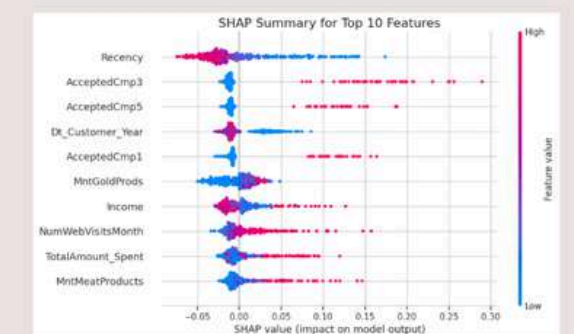 SHAP Summary for Top 10 Features
High
Recency
AcceptedCmp3
AcceptedCmp5
Dt_Customer_Year
AcceptedCmp1
MntGoldProds
Income
NumWebVisitsMonth
TotalAmount_Spent
MntMeatProducts
Feature value
Low
−0.05 0.00 0.05 0.10 0.15 0.20 0.25 0.30
SHAP value (impact on model output)